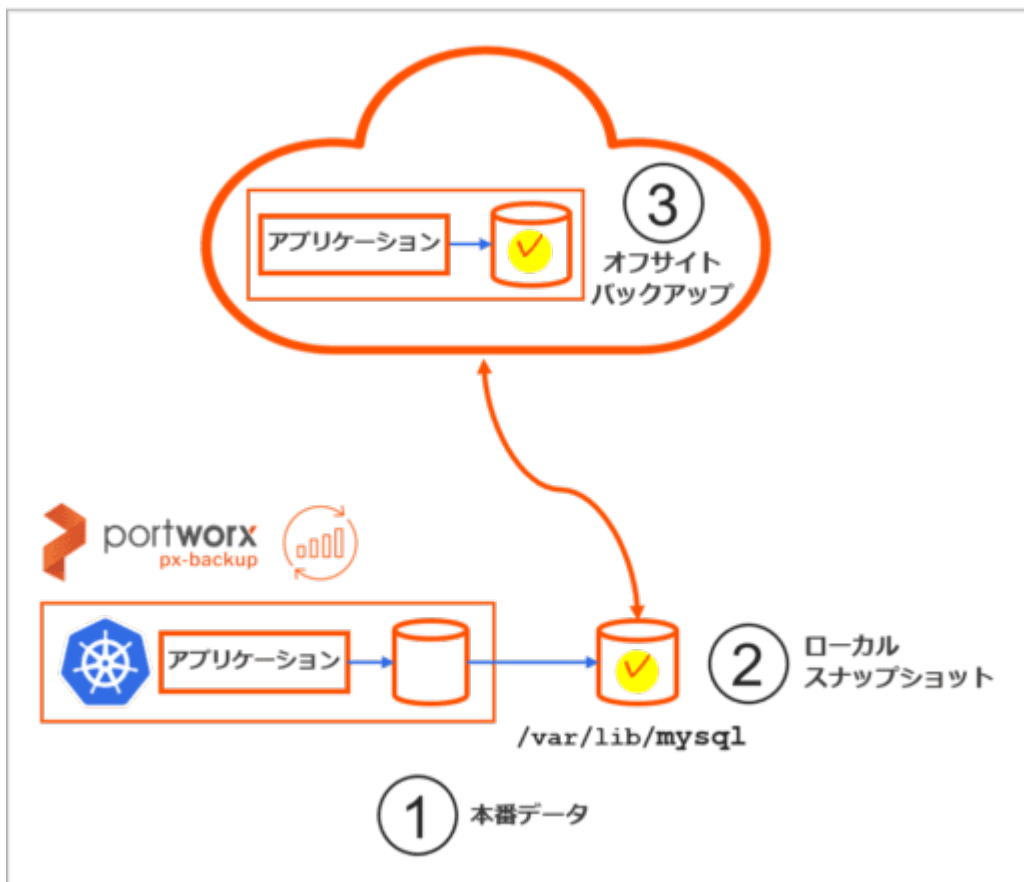 アプリケーション
③
オフサイト
バックアップ
portworx
px-backup
アプリケーション
②
ローカル
スナップショット
/var/lib/mysql
①
本番データ